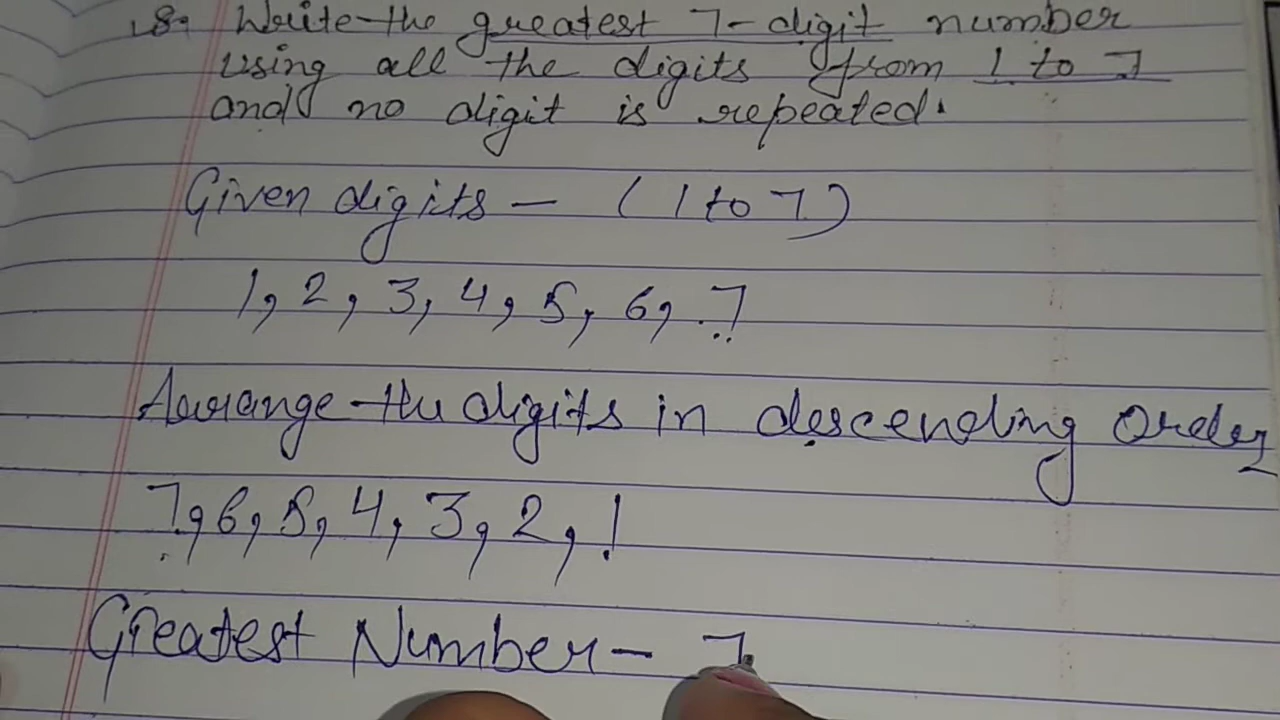 Write the greatest 7-digit number
using all the digits from 1 to 7
and no digit is repeated.
Given digits - (1 to 7)
1, 2, 3, 4, 5, 6, 7
Arrange the digits in descending order
7, 6, 5, 4, 3, 2, 1
Greatest Number - 7